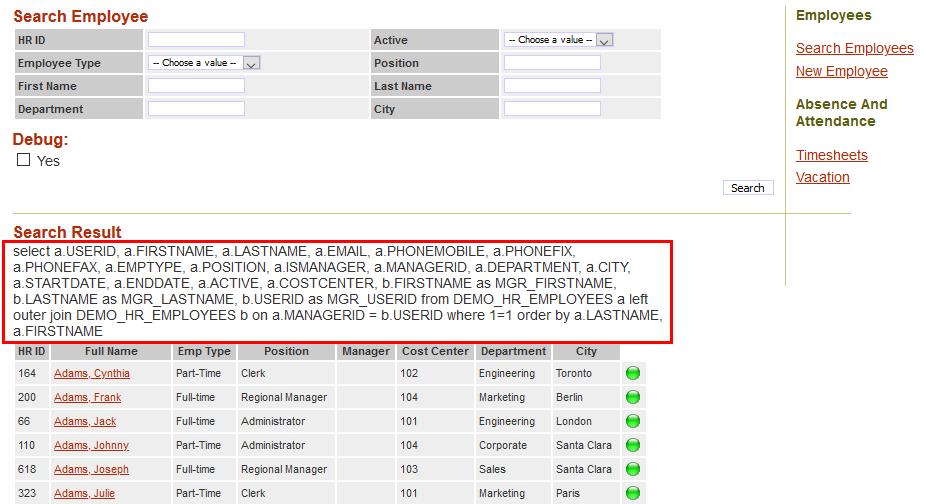 Search Employee
HR ID Active -- Choose a value --
Employee Type -- Choose a value -- Position
First Name Last Name
Department City
Debug:
Yes
Search
Search Result
select a.USERID, a.FIRSTNAME, a.LASTNAME, a.EMAIL, a.PHONEMOBILE, a.PHONEFIX,
a.PHONEFAX, a.EMPTYPE, a.POSITION, a.ISMANAGER, a.MANAGERID, a.DEPARTMENT, a.CITY,
a.STARTDATE, a.ENDDATE, a.ACTIVE, a.COSTCENTER, b.FIRSTNAME as MGR_FIRSTNAME,
b.LASTNAME as MGR_LASTNAME, b.USERID as MGR_USERID from DEMO_HR_EMPLOYEES a left
outer join DEMO_HR_EMPLOYEES b on a.MANAGERID = b.USERID where 1=1 order by a.LASTNAME,
a.FIRSTNAME
HR ID Full Name Emp Type Position Manager Cost Center Department City
164 Adams, Cynthia Part-Time Clerk 102 Engineering Toronto
200 Adams, Frank Full-time Regional Manager 104 Marketing Berlin
66 Adams, Jack Full-time Administrator 101 Engineering London
110 Adams, Johnny Part-Time Administrator 104 Corporate Santa Clara
618 Adams, Joseph Full-time Regional Manager 103 Sales Santa Clara
323 Adams, Julie Part-Time Clerk 101 Marketing Paris
Employees
Search Employees
New Employee
Absence And
Attendance
Timesheets
Vacation